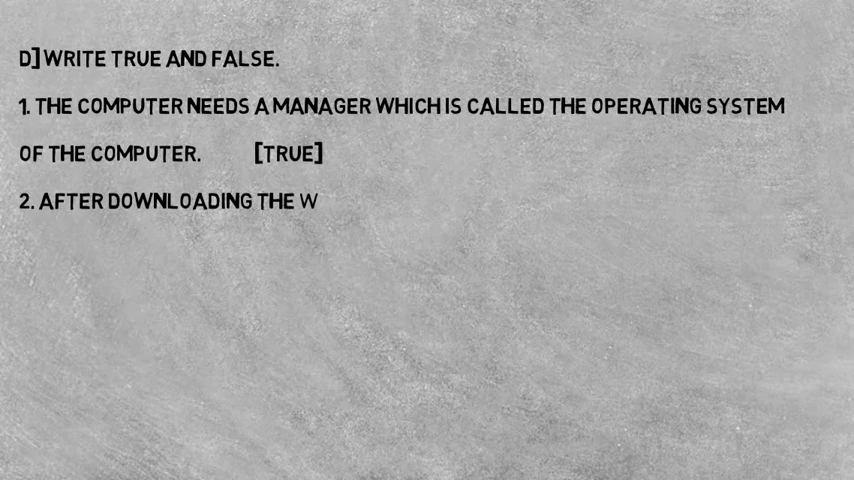 D] WRITE TRUE AND FALSE.
1. THE COMPUTER NEEDS A MANAGER WHICH IS CALLED THE OPERATING SYSTEM
OF THE COMPUTER. [TRUE]
2. AFTER DOWNLOADING THE W